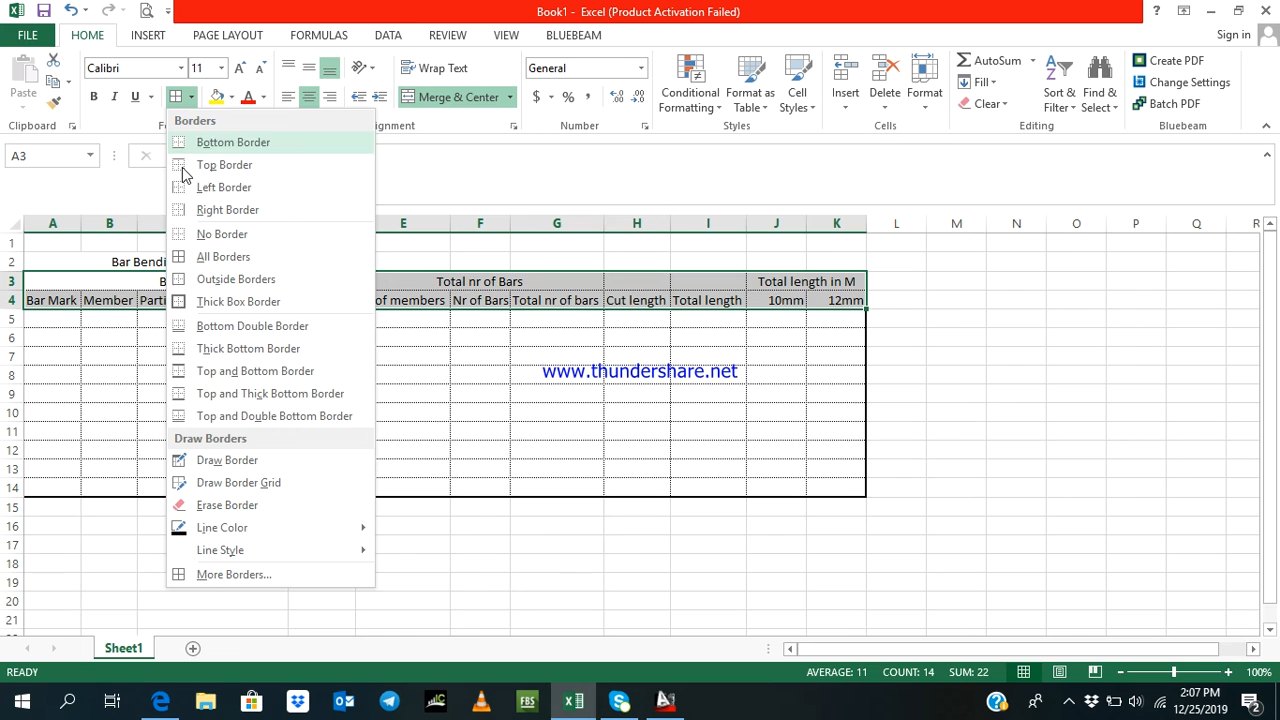 Book1 - Excel (Product Activation Failed)
FILE HOME INSERT PAGE LAYOUT FORMULAS DATA REVIEW VIEW BLUEBEAM Sign in
Paste Calibri 11 Wrap Text General Conditional Formatting Format as Table Cell Styles Insert Delete Format AutoSum Sort & Filter Find & Select Create PDF
B I U Merge & Center $ % Fill Change Settings
Clear Batch PDF
Alignment Number Styles Cells Editing Bluebeam
A3
Borders
Bottom Border
Top Border
Left Border
Right Border
No Border
All Borders
Outside Borders
Thick Box Border
Bottom Double Border
Thick Bottom Border
Top and Bottom Border
Top and Thick Bottom Border
Top and Double Bottom Border
Draw Borders
Draw Border
Draw Border Grid
Erase Border
Line Color
Line Style
More Borders...
A B E F G H I J K L M N O P Q R
1
2 Bar Bendi
3 B Total nr of Bars Total length in M
4 Bar Mark Member Parti of members Nr of Bars Total nr of bars Cut length Total length 10mm 12mm
5
6
7
8
9
10
11
12
13
14
15
16
17
18
19
20
21
www.thundershare.net
Sheet1
READY AVERAGE: 11 COUNT: 14 SUM: 22 100%
FBS
2:07 PM
12/25/2019
2